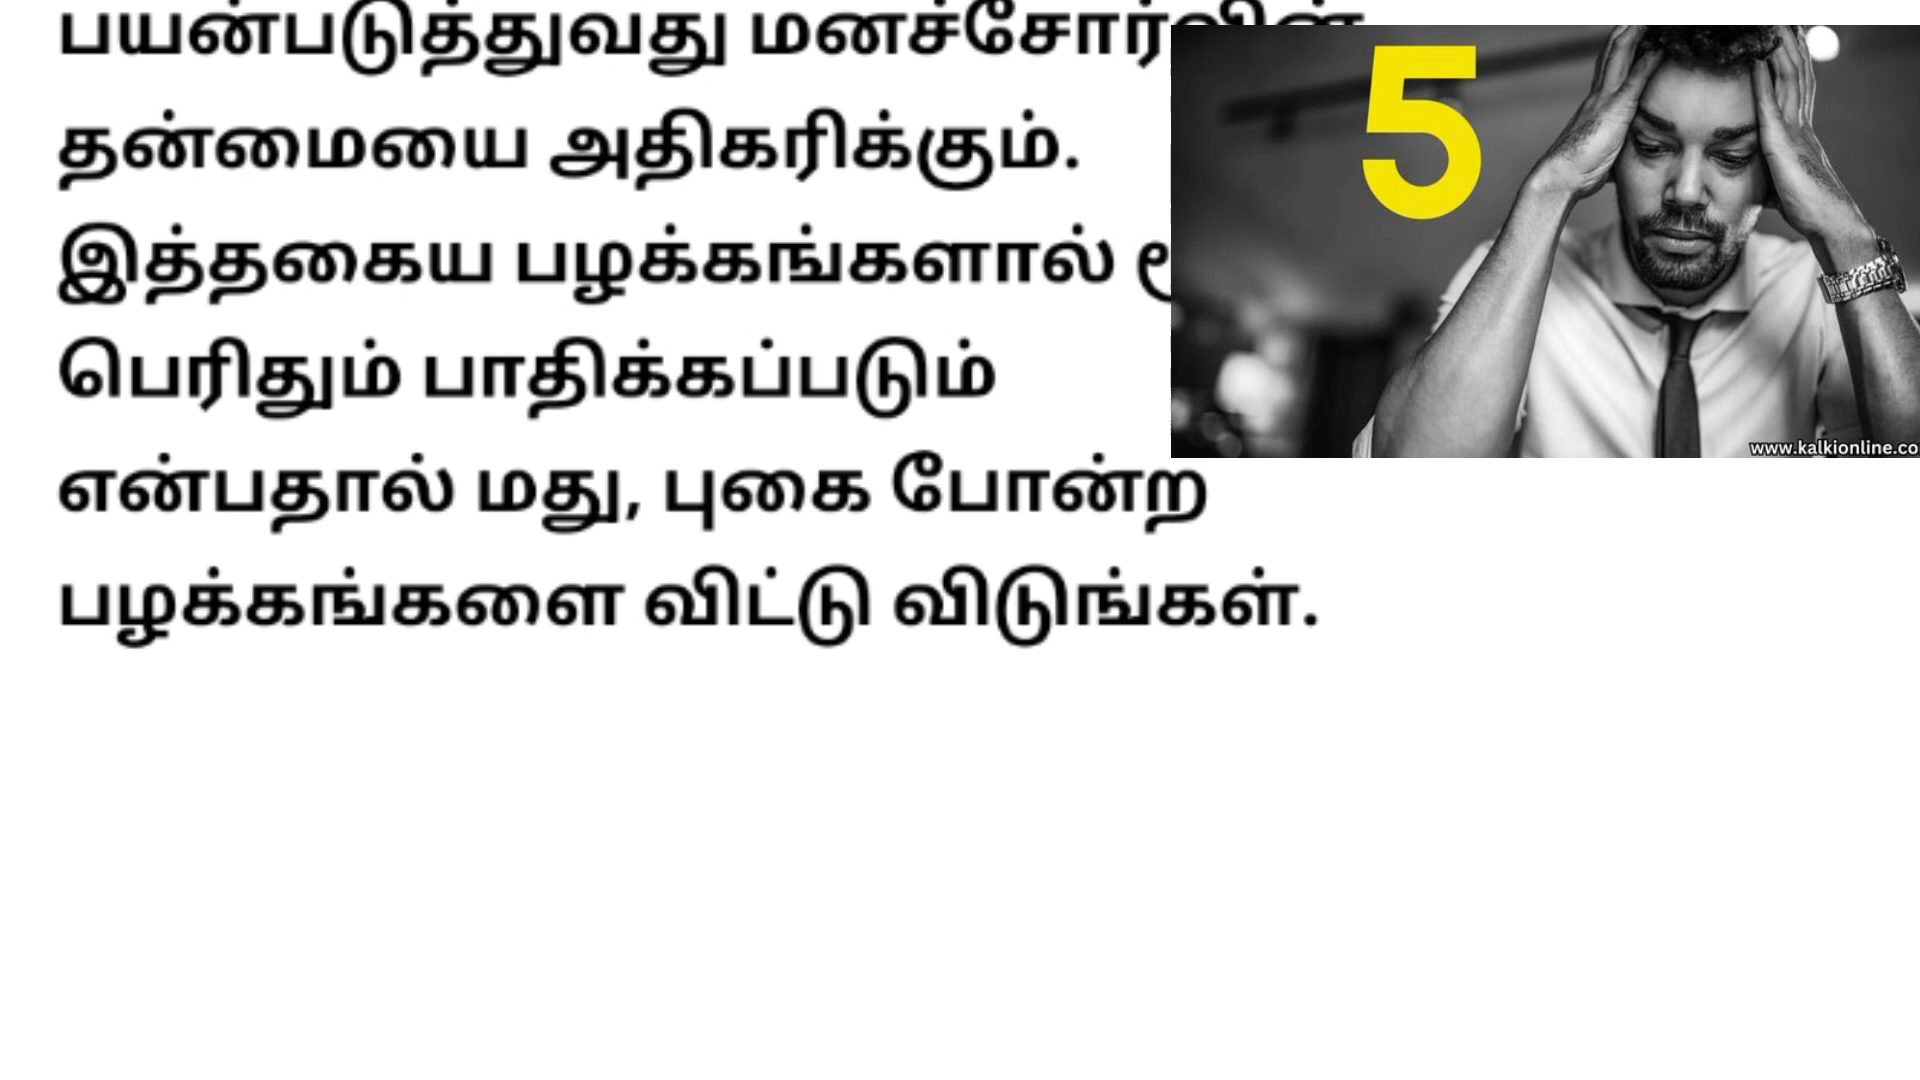 பயன்படுத்துவது மனச்சோர்வின்
தன்மையை அதிகரிக்கும்.
இத்தகைய பழக்கங்களால்
பெரிதும் பாதிக்கப்படும்
என்பதால் மது, புகை போன்ற
பழக்கங்களை விட்டு விடுங்கள்.
5
www.kalkionline.co